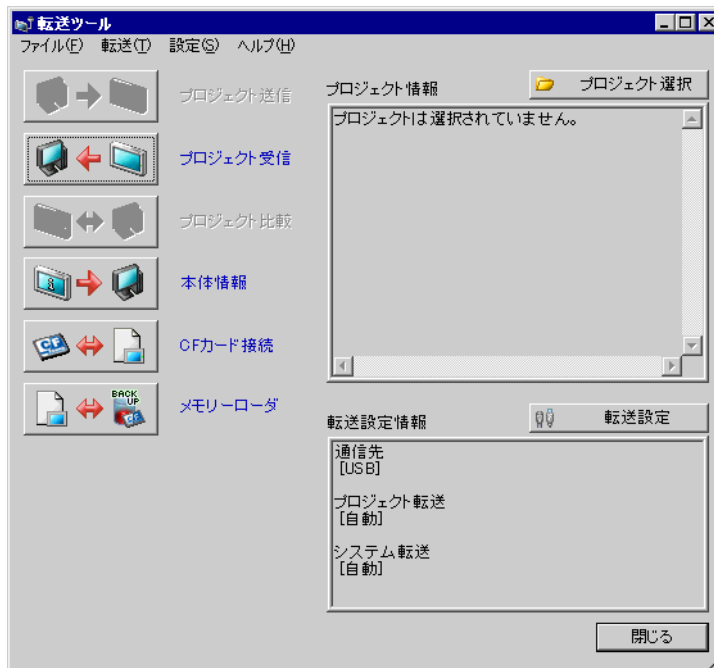 転送ツール
ファイル(F) 転送(T) 設定(S) ヘルプ(H)
プロジェクト送信
プロジェクト受信
プロジェクト比較
本体情報
CFカード接続
メモリーローダ
BACK
UP
CF
CF
プロジェクト情報
プロジェクト選択
プロジェクトは選択されていません。
転送設定情報
転送設定
通信先
[USB]
プロジェクト転送
[自動]
システム転送
[自動]
閉じる